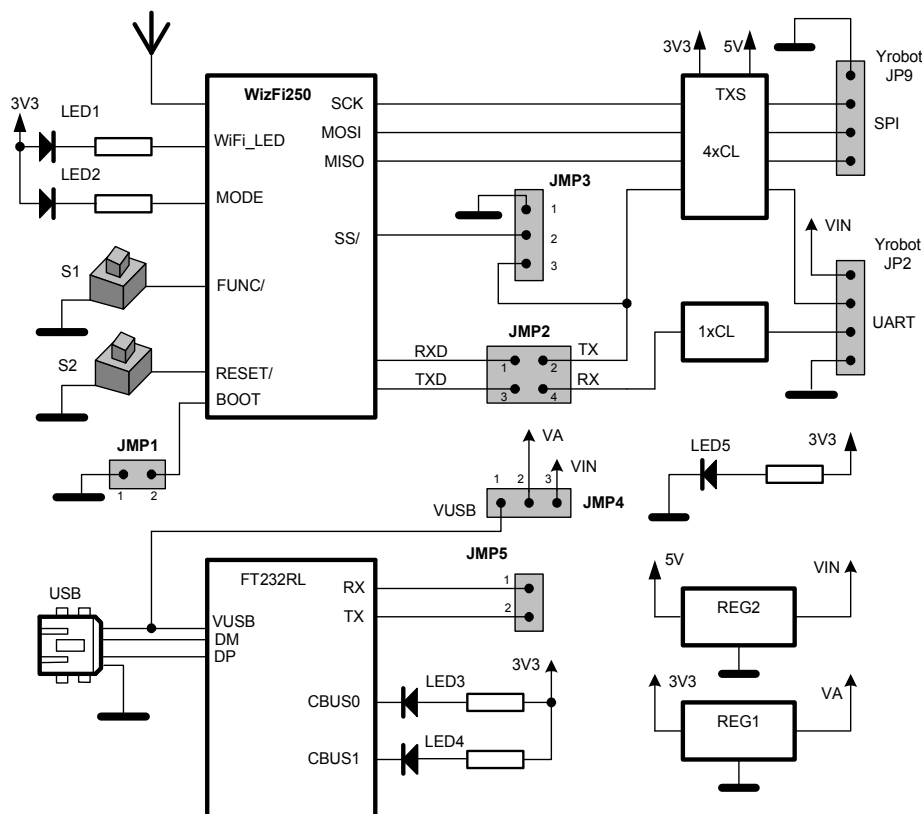 3V3
5V
Yrobot
JP9
WizFi250
TXS
LED1
SCK
3V3
MOSI
SPI
WiFi_LED
4xCL
MISO
LED2
JMP3
MODE
1
SS/
2
VIN
Yrobot
JP2
3
S1
FUNC/
UART
JMP2
1xCL
RXD
TX
1
2
S2
TXD
RX
RESET/
3
4
BOOT
VA
JMP1
LED5
3V3
VIN
1
2
3
1
2
VUSB
JMP4
JMP5
FT232RL
5V
VIN
RX
1
USB
REG2
TX
2
VUSB
DM
DP
3V3
LED3
3V3
VA
CBUS0
REG1
LED4
CBUS1